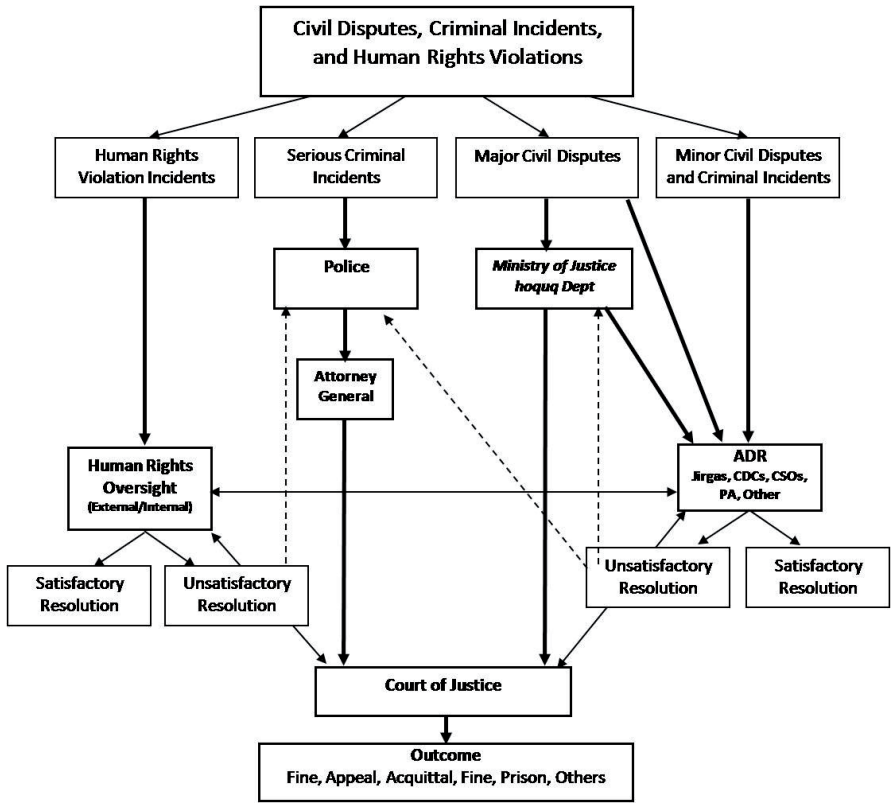 Civil Disputes, Criminal Incidents,
and Human Rights Violations
Human Rights
Violation Incidents
Serious Criminal
Incidents
Major Civil Disputes
Minor Civil Disputes
and Criminal Incidents
Police
Ministry of Justice
hoquq Dept
Attorney
General
Human Rights
Oversight
(External/Internal)
ADR
Jirgas, CDCs, CSOs,
PA, Other
Satisfactory
Resolution
Unsatisfactory
Resolution
Unsatisfactory
Resolution
Satisfactory
Resolution
Court of Justice
Outcome
Fine, Appeal, Acquittal, Fine, Prison, Others